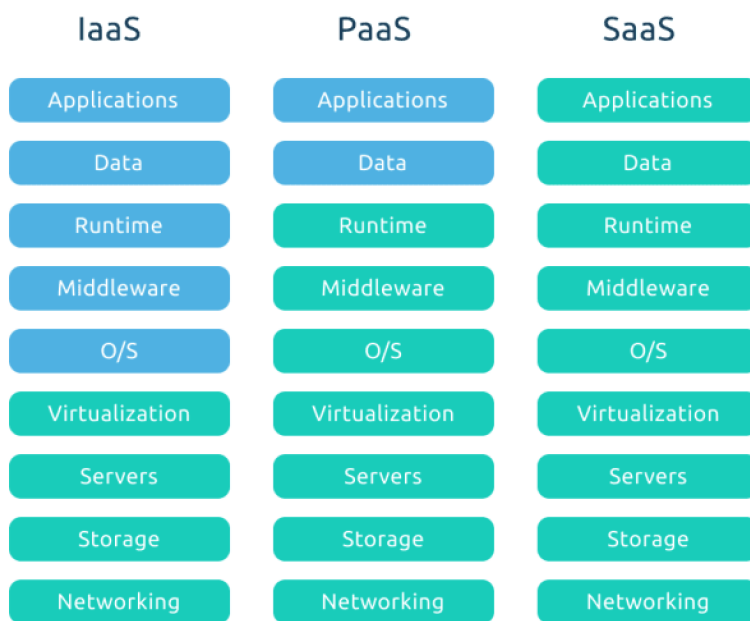 IaaS PaaS SaaS
Applications Applications Applications
Data Data Data
Runtime Runtime Runtime
Middleware Middleware Middleware
O/S O/S O/S
Virtualization Virtualization Virtualization
Servers Servers Servers
Storage Storage Storage
Networking Networking Networking